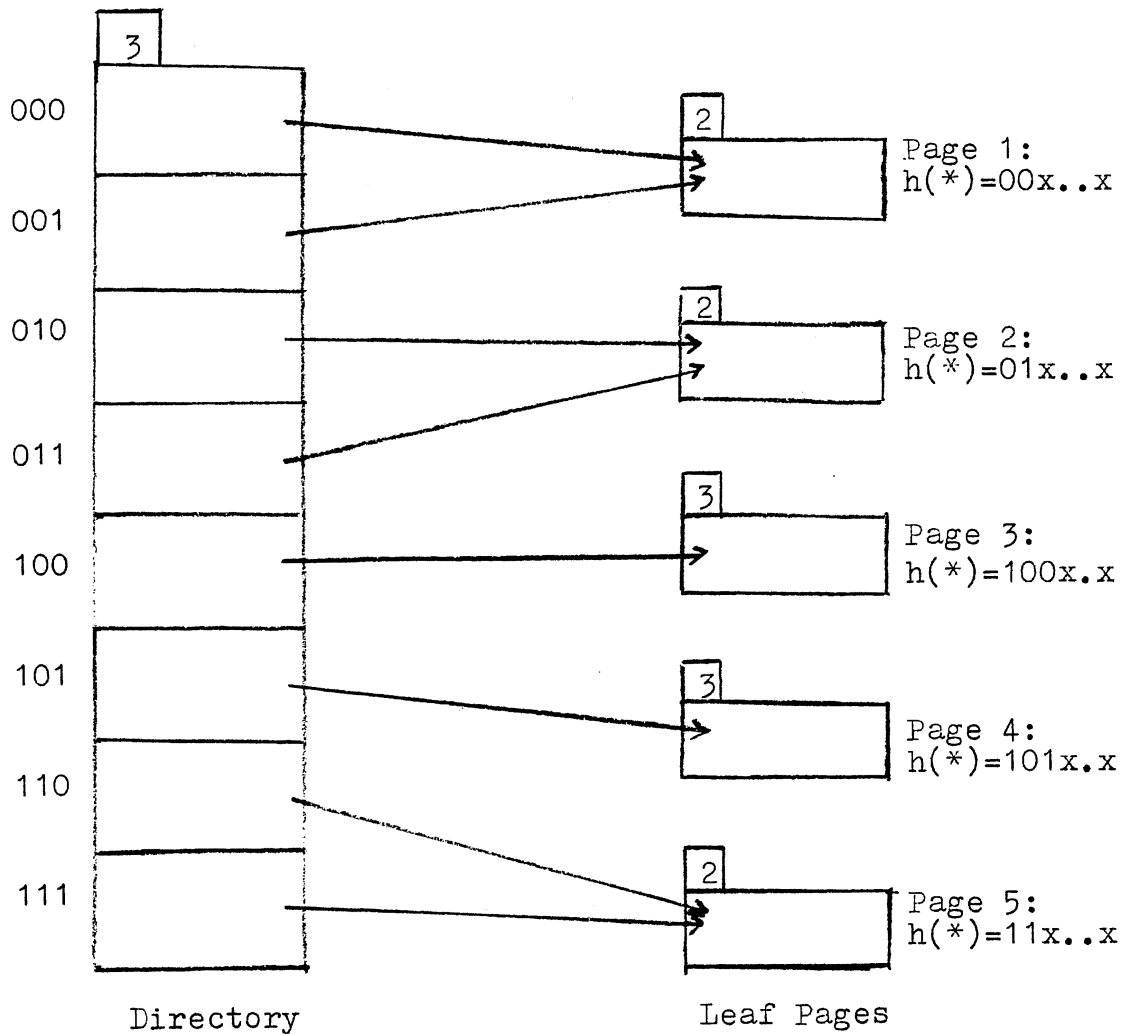 3
000
001
010
011
100
101
110
111
Directory
2
Page 1:
h(*)=00x..x
2
Page 2:
h(*)=01x..x
3
Page 3:
h(*)=100x.x
3
Page 4:
h(*)=101x.x
2
Page 5:
h(*)=11x..x
Leaf Pages